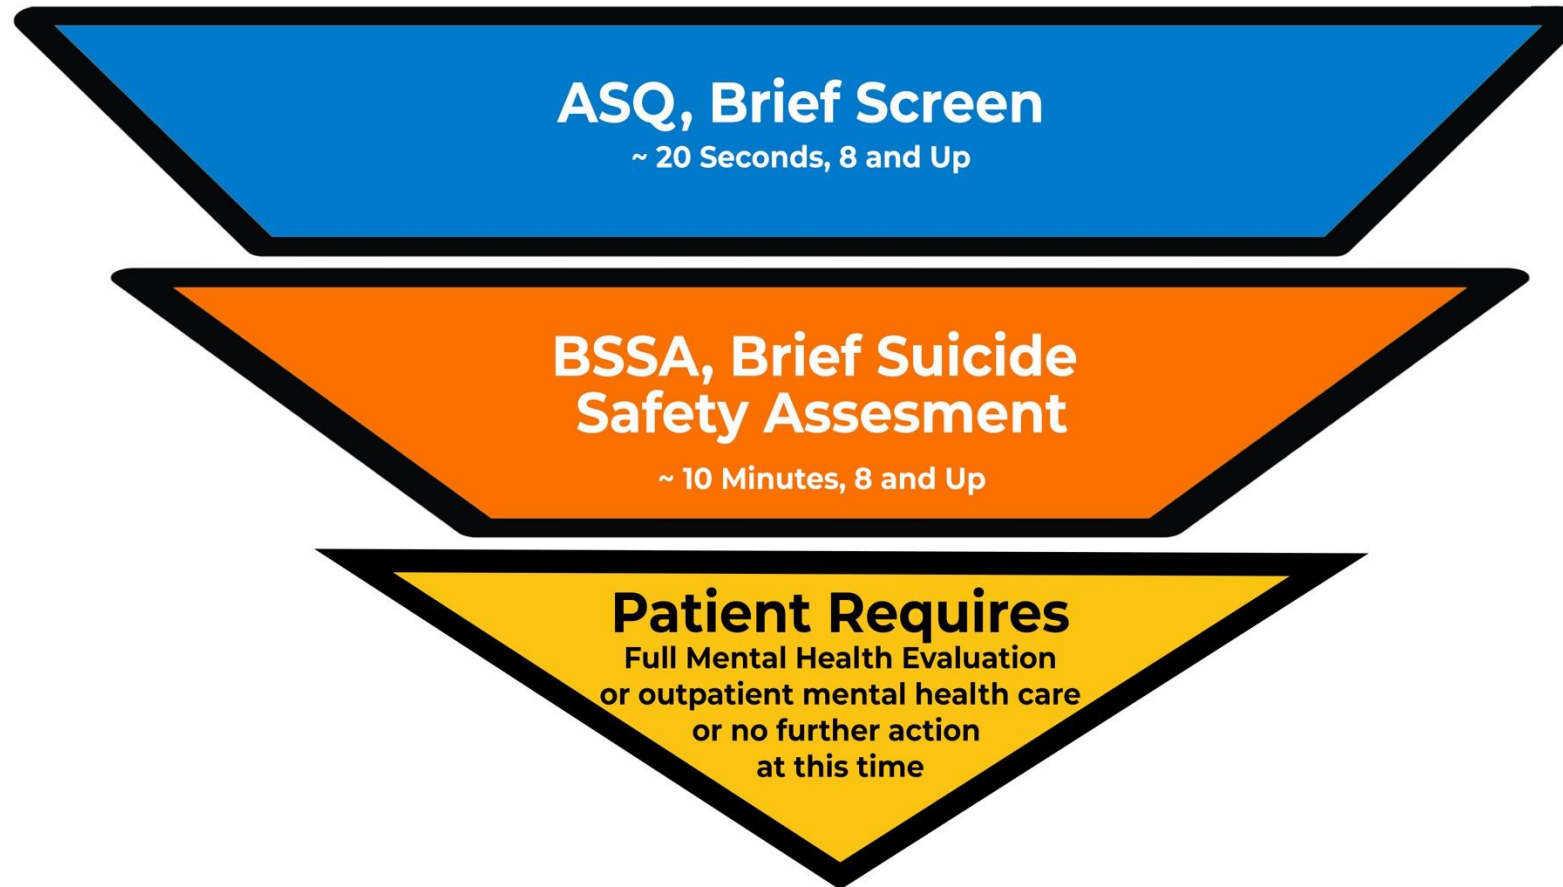 ASQ, Brief Screen
~ 20 Seconds, 8 and Up
BSSA, Brief Suicide
Safety Assesment
~ 10 Minutes, 8 and Up
Patient Requires
Full Mental Health Evaluation
or outpatient mental health care
or no further action
at this time